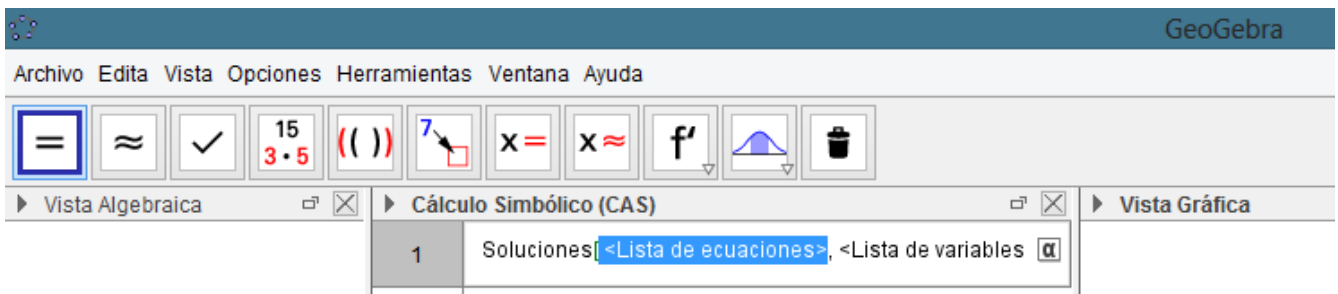 GeoGebra
Archivo Edita Vista Opciones Herramientas Ventana Ayuda
= ≈ ✓ 15 3 • 5 (( )) 7 x = x ≈ f'
Vista Algebraica
Cálculo Simbólico (CAS)
Vista Gráfica
1 Soluciones[ <Lista de ecuaciones>, <Lista de variables α